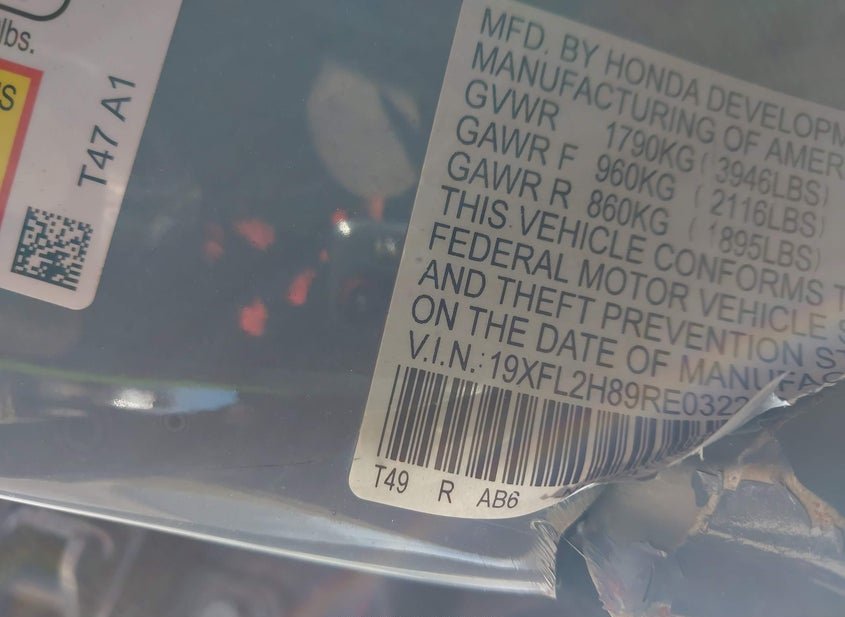 lbs.
S
T47 A1
MFD. BY HONDA DEVELOPM
MANUFACTURING OF AMER
GVWR 1790KG ( 3946LBS)
GAWR F 960KG ( 2116LBS)
GAWR R 860KG ( 1895LBS)
THIS VEHICLE CONFORMS T
FEDERAL MOTOR VEHICLE S
AND THEFT PREVENTION ST
ON THE DATE OF MANUFAC
V.I.N.: 19XFL2H89RE0322
T49 R AB6